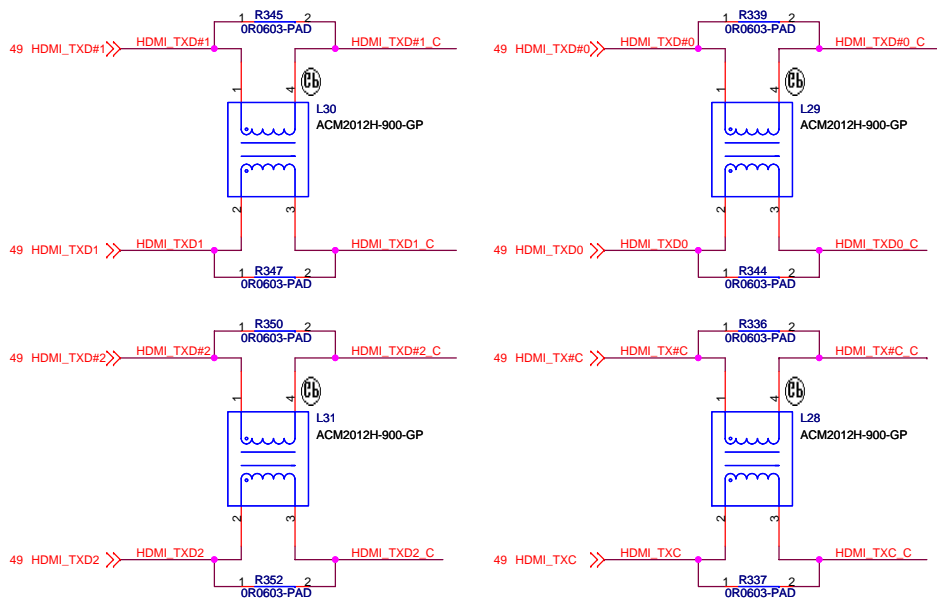 1 R345 2
0R0603-PAD
49 HDMI_TXD#1 HDMI_TXD#1 HDMI_TXD#1_C
1 4
L30
ACM2012H-900-GP
2 3
49 HDMI_TXD1 HDMI_TXD1 HDMI_TXD1_C
1 R347 2
0R0603-PAD
1 R339 2
0R0603-PAD
49 HDMI_TXD#0 HDMI_TXD#0 HDMI_TXD#0_C
1 4
L29
ACM2012H-900-GP
2 3
49 HDMI_TXD0 HDMI_TXD0 HDMI_TXD0_C
1 R344 2
0R0603-PAD
1 R350 2
0R0603-PAD
49 HDMI_TXD#2 HDMI_TXD#2 HDMI_TXD#2_C
1 4
L31
ACM2012H-900-GP
2 3
49 HDMI_TXD2 HDMI_TXD2 HDMI_TXD2_C
1 R352 2
0R0603-PAD
1 R336 2
0R0603-PAD
49 HDMI_TX#C HDMI_TX#C HDMI_TX#C_C
1 4
L28
ACM2012H-900-GP
2 3
49 HDMI_TXC HDMI_TXC HDMI_TXC_C
1 R337 2
0R0603-PAD